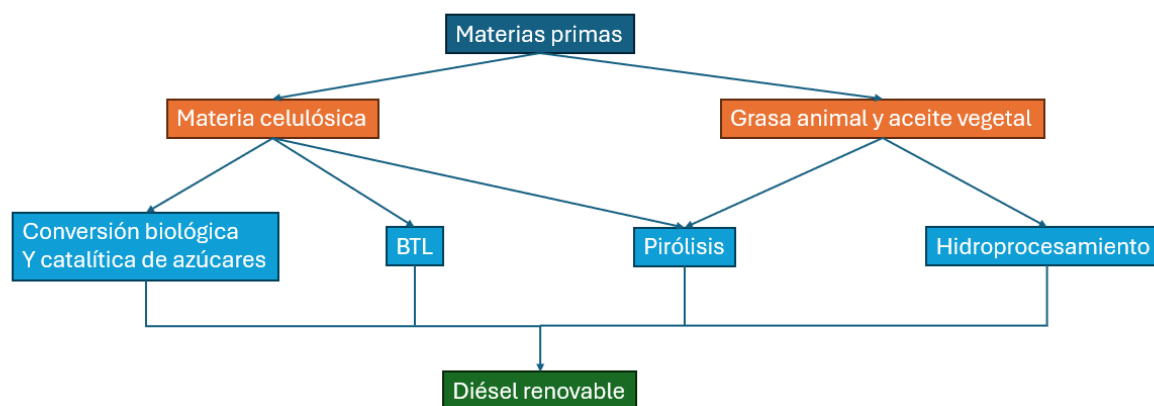 Materias primas
Materia celulósica
Grasa animal y aceite vegetal
Conversión biológica
Y catalítica de azúcares
BTL
Pirólisis
Hidroprocesamiento
Diésel renovable